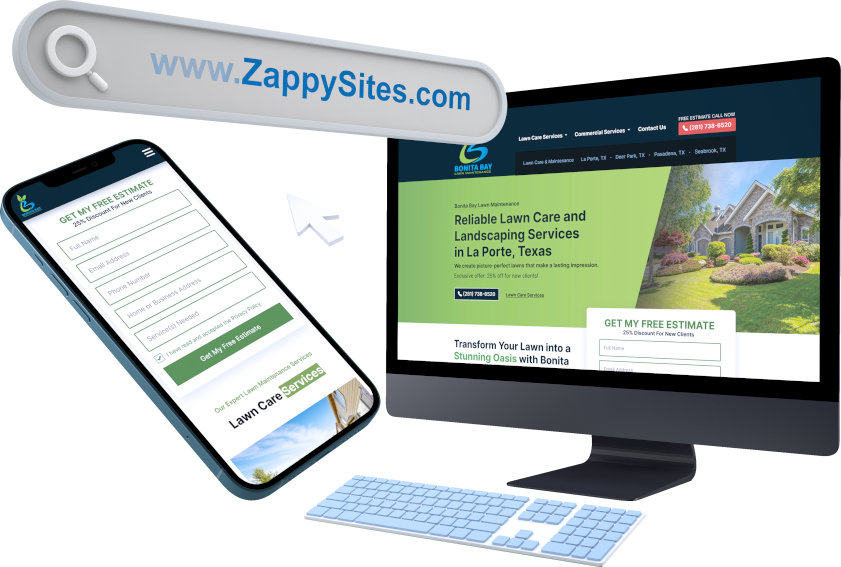 www.ZappySites.com
FREE ESTIMATE CALL NOW
Lawn Care Services
Commercial Services
Contact Us
(281) 738-6520
BONITA BAY
LAWN MAINTENANCE
Lawn Care & Maintenance La Porte, TX - Deer Park, TX - Pasadena, TX - Seabrook, TX
Bonita Bay Lawn Maintenance
Reliable Lawn Care and
Landscaping Services
in La Porte, Texas
We create picture-perfect lawns that make a lasting impression.
Exclusive offer: 25% off for new clients!
(281) 738-6520
Lawn Care Services
GET MY FREE ESTIMATE
25% Discount For New Clients
Full Name
Email Address
Transform Your Lawn into a
Stunning Oasis with Bonita
BONITA BAY
GET MY FREE ESTIMATE
25% Discount For New Clients
Full Name
Email Address
Phone Number
Home or Business Address
Service(s) Needed
I have read and accepted the Privacy Policy
Get My Free Estimate
Our Expert Lawn Maintenance Services
Lawn Care Services